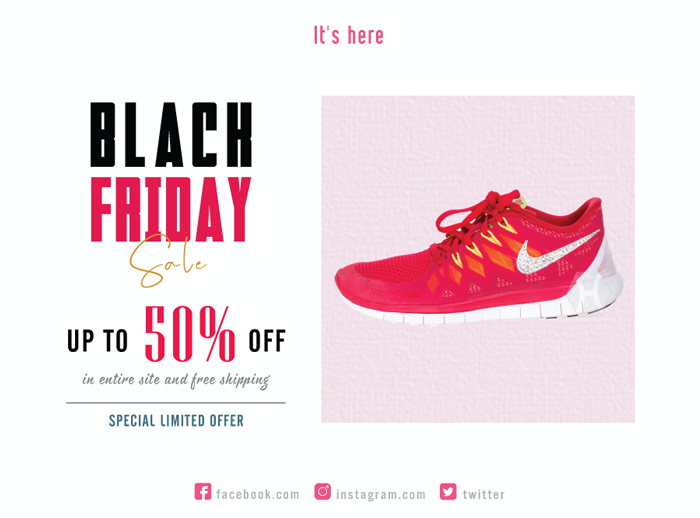 It's here
BLACK
FRIDAY
Sale
UP TO 50% OFF
in entire site and free shipping
SPECIAL LIMITED OFFER
facebook.com instagram.com twitter